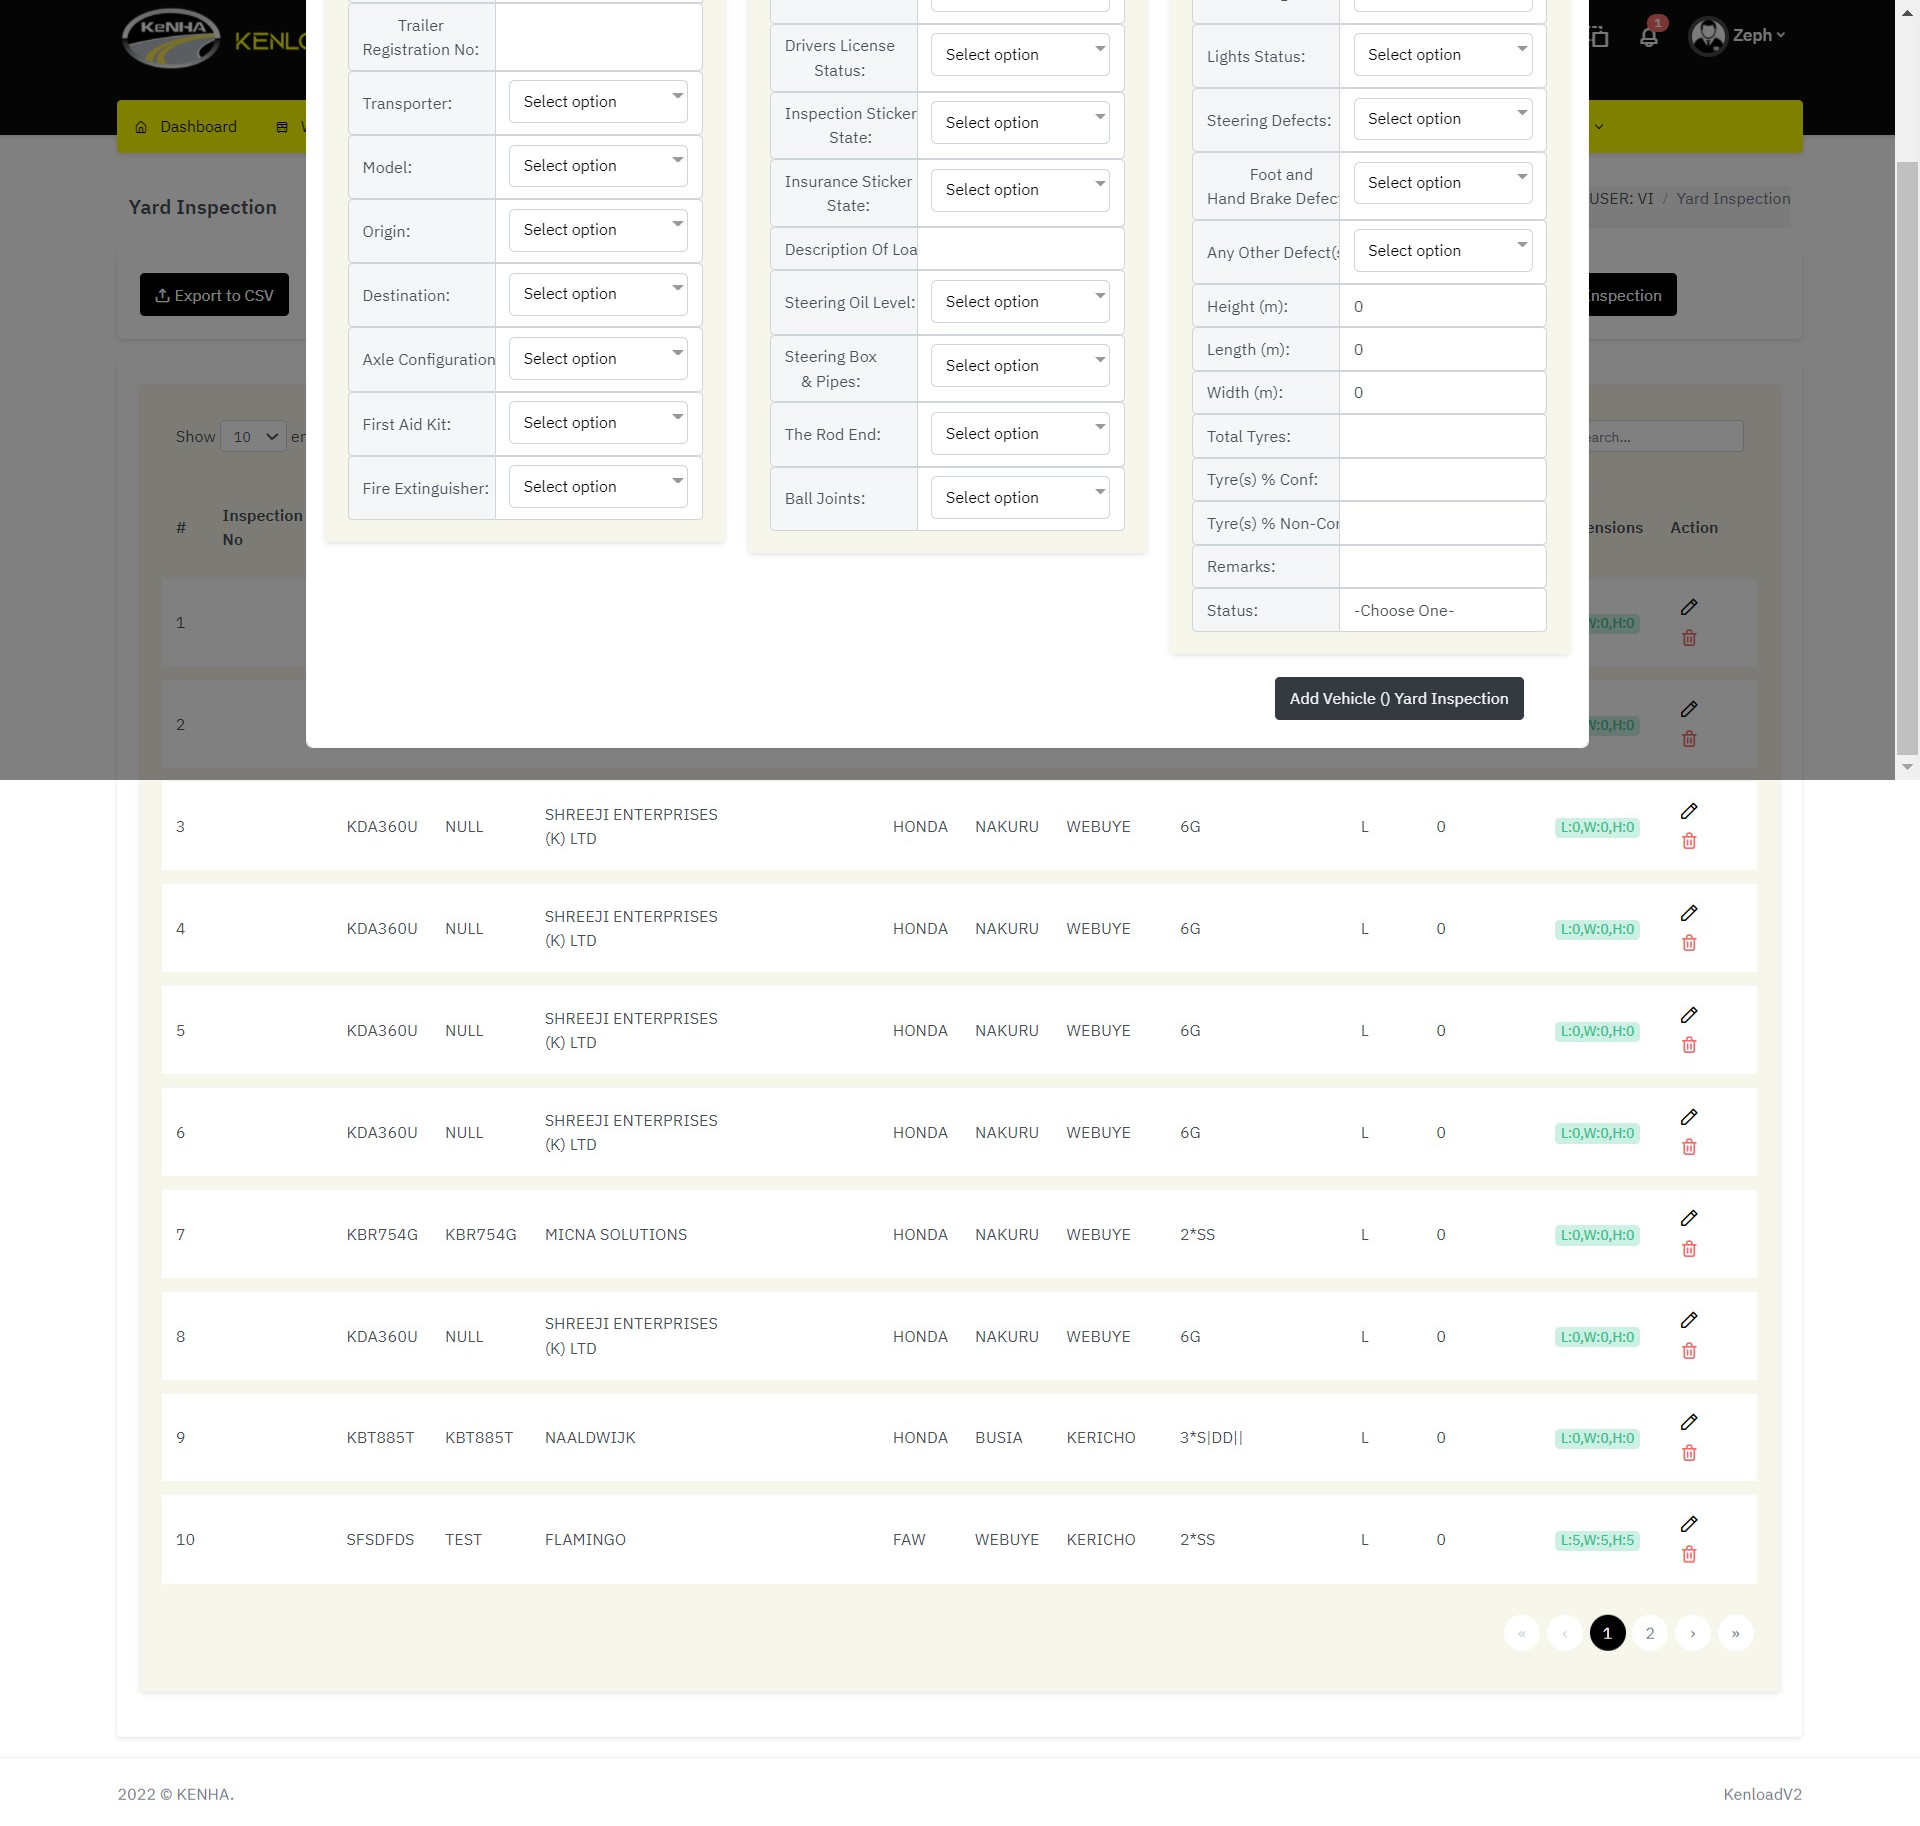 KeNHA
KENLO
1
Zeph
Dashboard
Yard Inspection
USER: VI / Yard Inspection
Export to CSV
Inspection
Show 10
Search...
# Inspection No
Action
1
2
Trailer
Registration No:
Transporter: Select option
Model: Select option
Origin: Select option
Destination: Select option
Axle Configuration Select option
First Aid Kit: Select option
Fire Extinguisher: Select option
Drivers License
Status: Select option
Inspection Sticker
State: Select option
Insurance Sticker
State: Select option
Description Of Loa
Steering Oil Level: Select option
Steering Box
& Pipes: Select option
The Rod End: Select option
Ball Joints: Select option
Lights Status: Select option
Steering Defects: Select option
Foot and
Hand Brake Defec Select option
Any Other Defect(s Select option
Height (m): 0
Length (m): 0
Width (m): 0
Total Tyres:
Tyre(s) % Conf:
Tyre(s) % Non-Con
Remarks:
Status: -Choose One-
Add Vehicle () Yard Inspection
3 KDA360U NULL SHREEJI ENTERPRISES (K) LTD HONDA NAKURU WEBUYE 6G L 0 L:0,W:0,H:0
4 KDA360U NULL SHREEJI ENTERPRISES (K) LTD HONDA NAKURU WEBUYE 6G L 0 L:0,W:0,H:0
5 KDA360U NULL SHREEJI ENTERPRISES (K) LTD HONDA NAKURU WEBUYE 6G L 0 L:0,W:0,H:0
6 KDA360U NULL SHREEJI ENTERPRISES (K) LTD HONDA NAKURU WEBUYE 6G L 0 L:0,W:0,H:0
7 KBR754G KBR754G MICNA SOLUTIONS HONDA NAKURU WEBUYE 2*SS L 0 L:0,W:0,H:0
8 KDA360U NULL SHREEJI ENTERPRISES (K) LTD HONDA NAKURU WEBUYE 6G L 0 L:0,W:0,H:0
9 KBT885T KBT885T NAALDWIJK HONDA BUSIA KERICHO 3*S|DD|| L 0 L:0,W:0,H:0
10 SFSDFDS TEST FLAMINGO FAW WEBUYE KERICHO 2*SS L 0 L:5,W:5,H:5
« ‹ 1 2 › »
2022 © KENHA.
KenloadV2